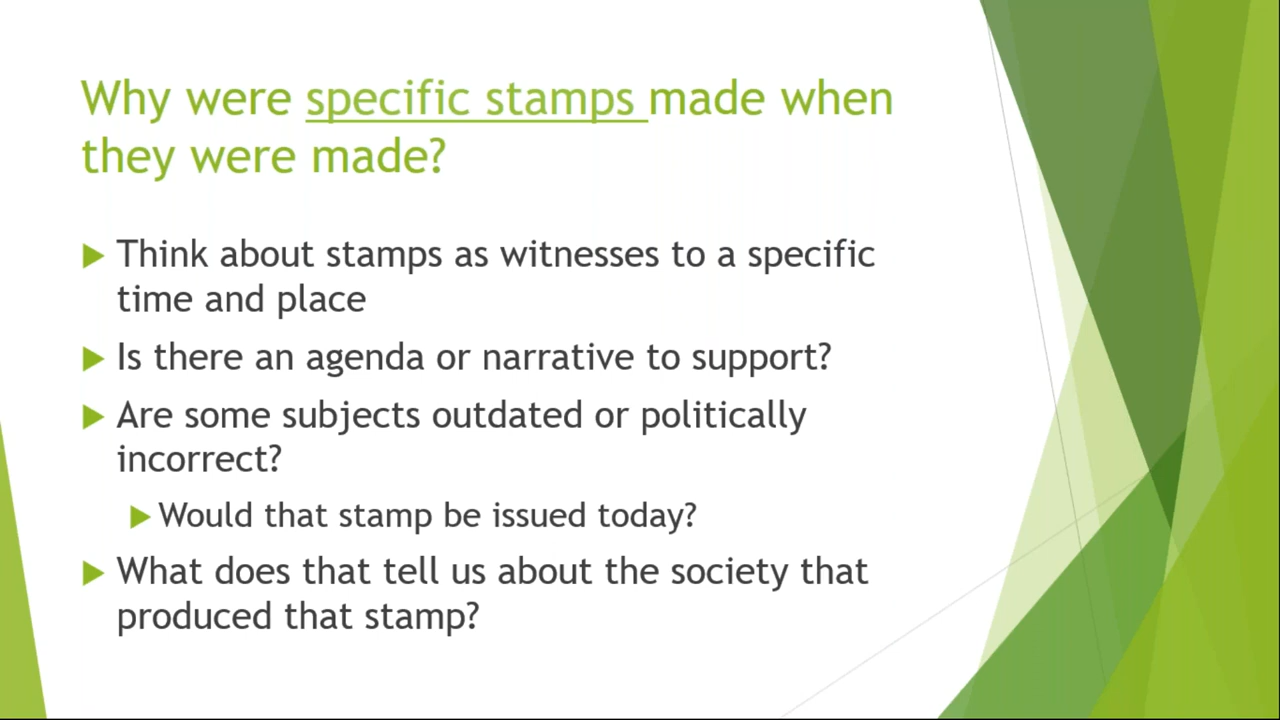 Why were specific stamps made when
they were made?
Think about stamps as witnesses to a specific
time and place
Is there an agenda or narrative to support?
Are some subjects outdated or politically
incorrect?
Would that stamp be issued today?
What does that tell us about the society that
produced that stamp?